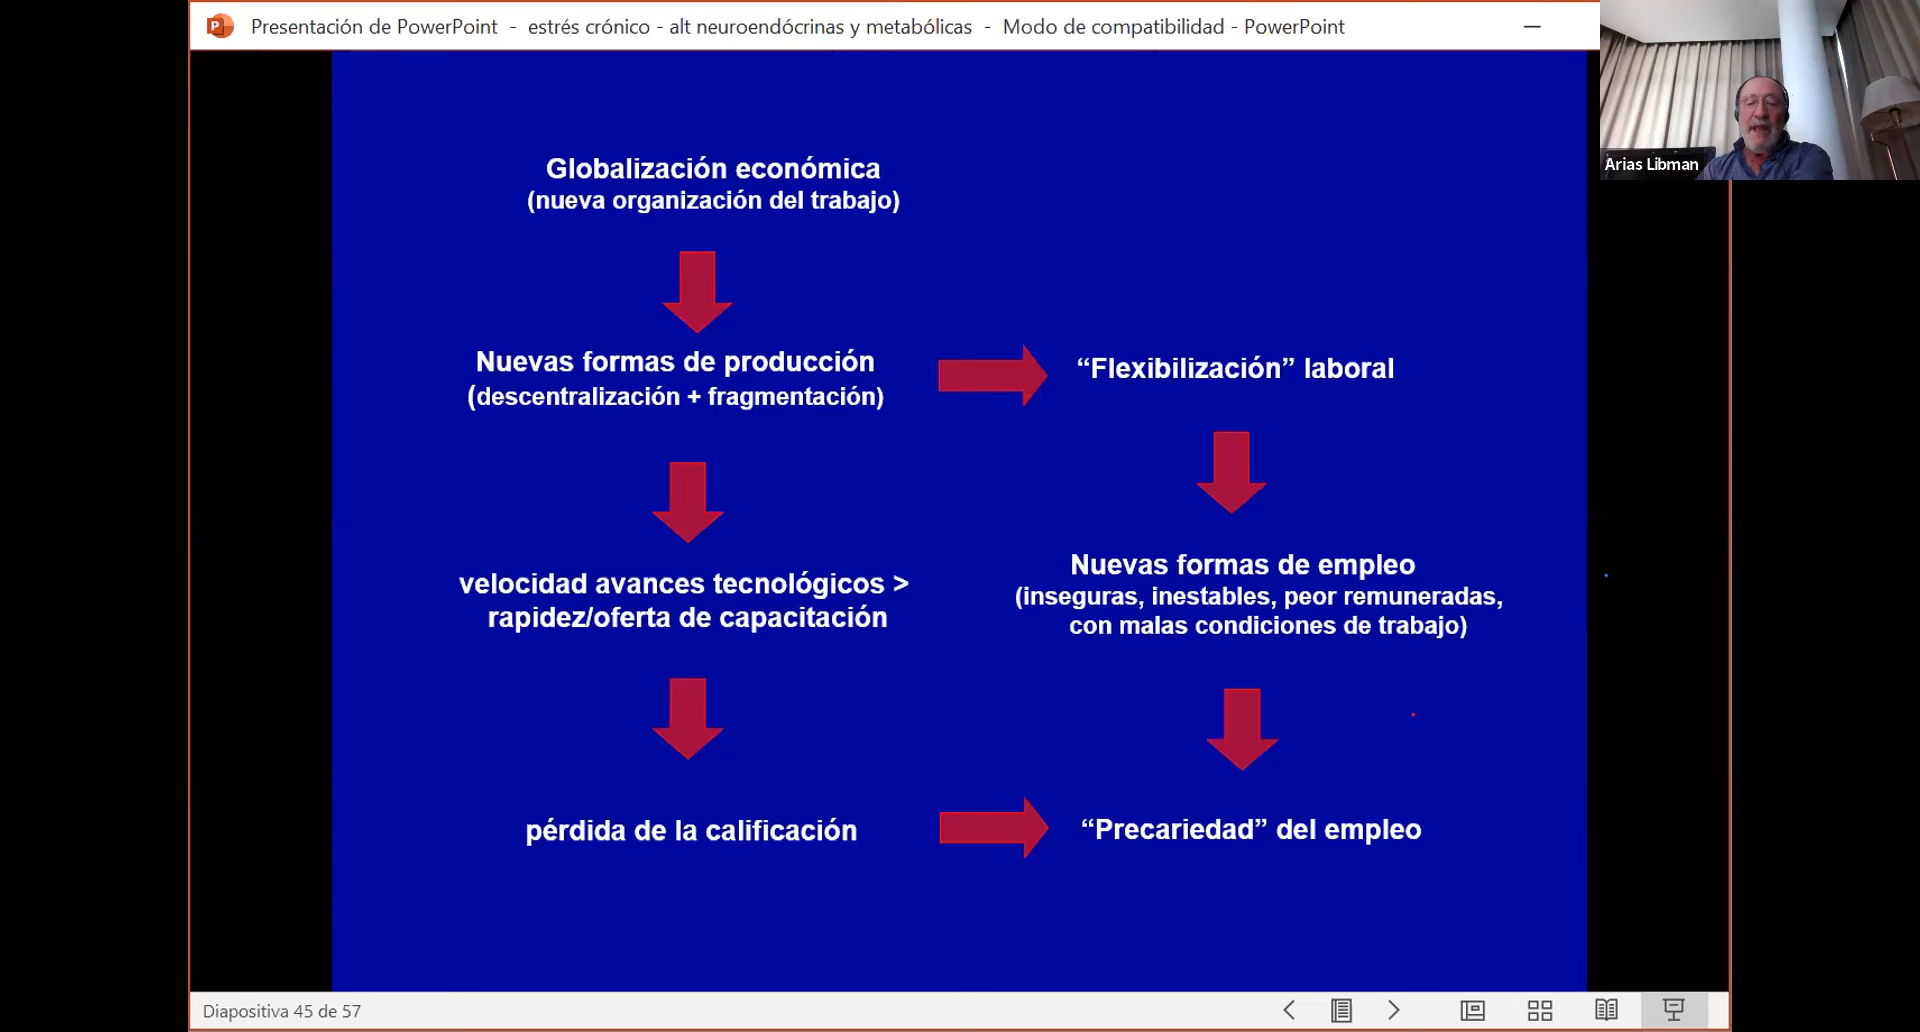 Presentación de PowerPoint - estrés crónico - alt neuroendócrinas y metabólicas - Modo de compatibilidad - PowerPoint
Arias Libman
Globalización económica
(nueva organización del trabajo)
Nuevas formas de producción
(descentralización + fragmentación)
“Flexibilización” laboral
velocidad avances tecnológicos >
rapidez/oferta de capacitación
Nuevas formas de empleo
(inseguras, inestables, peor remuneradas,
con malas condiciones de trabajo)
pérdida de la calificación
“Precariedad” del empleo
Diapositiva 45 de 57